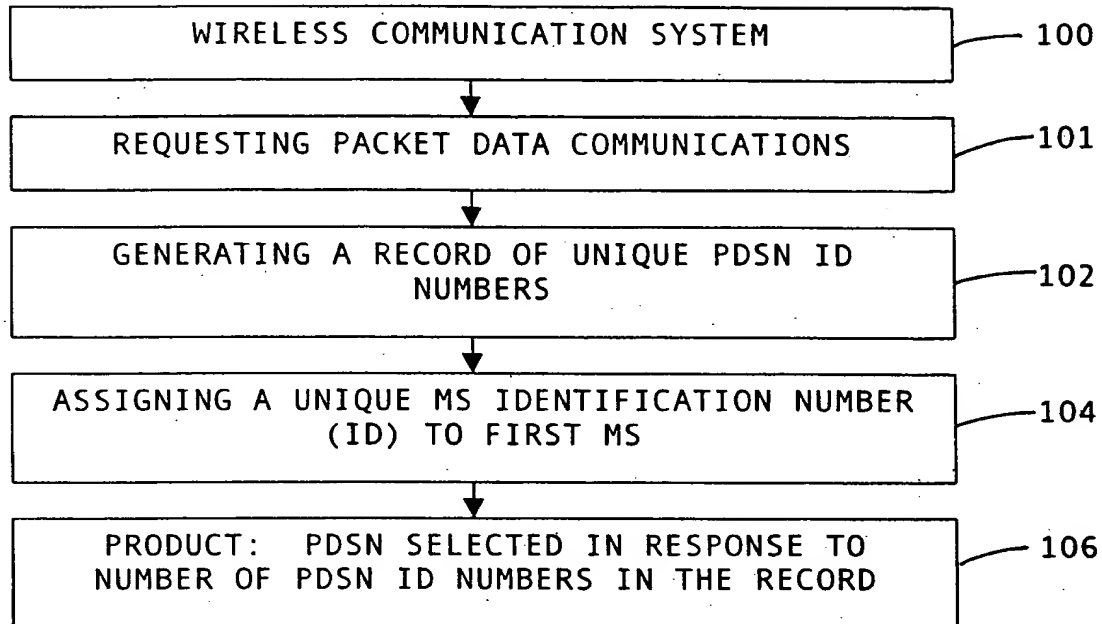 WIRELESS COMMUNICATION SYSTEM
100
REQUESTING PACKET DATA COMMUNICATIONS
101
GENERATING A RECORD OF UNIQUE PDSN ID
NUMBERS
102
ASSIGNING A UNIQUE MS IDENTIFICATION NUMBER
(ID) TO FIRST MS
104
PRODUCT: PDSN SELECTED IN RESPONSE TO
NUMBER OF PDSN ID NUMBERS IN THE RECORD
106